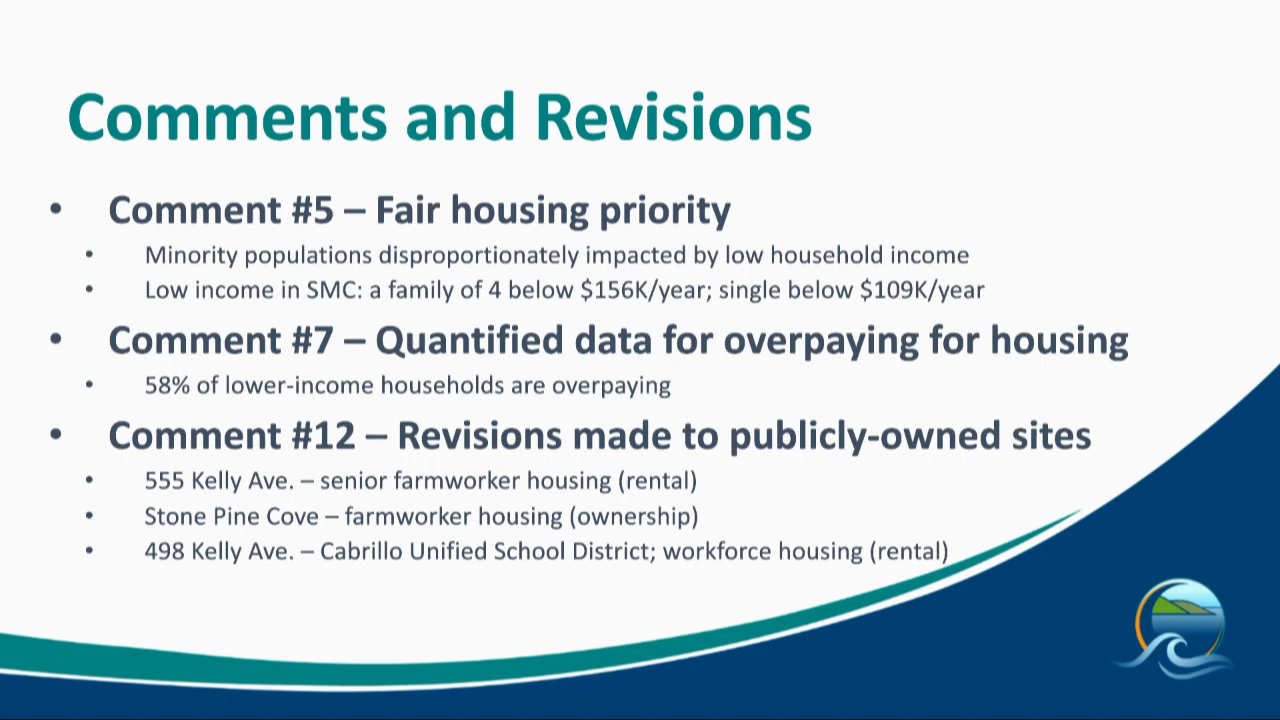 Comments and Revisions
• Comment #5 – Fair housing priority
• Minority populations disproportionately impacted by low household income
• Low income in SMC: a family of 4 below $156K/year; single below $109K/year
• Comment #7 – Quantified data for overpaying for housing
• 58% of lower-income households are overpaying
• Comment #12 – Revisions made to publicly-owned sites
• 555 Kelly Ave. – senior farmworker housing (rental)
• Stone Pine Cove – farmworker housing (ownership)
• 498 Kelly Ave. – Cabrillo Unified School District; workforce housing (rental)